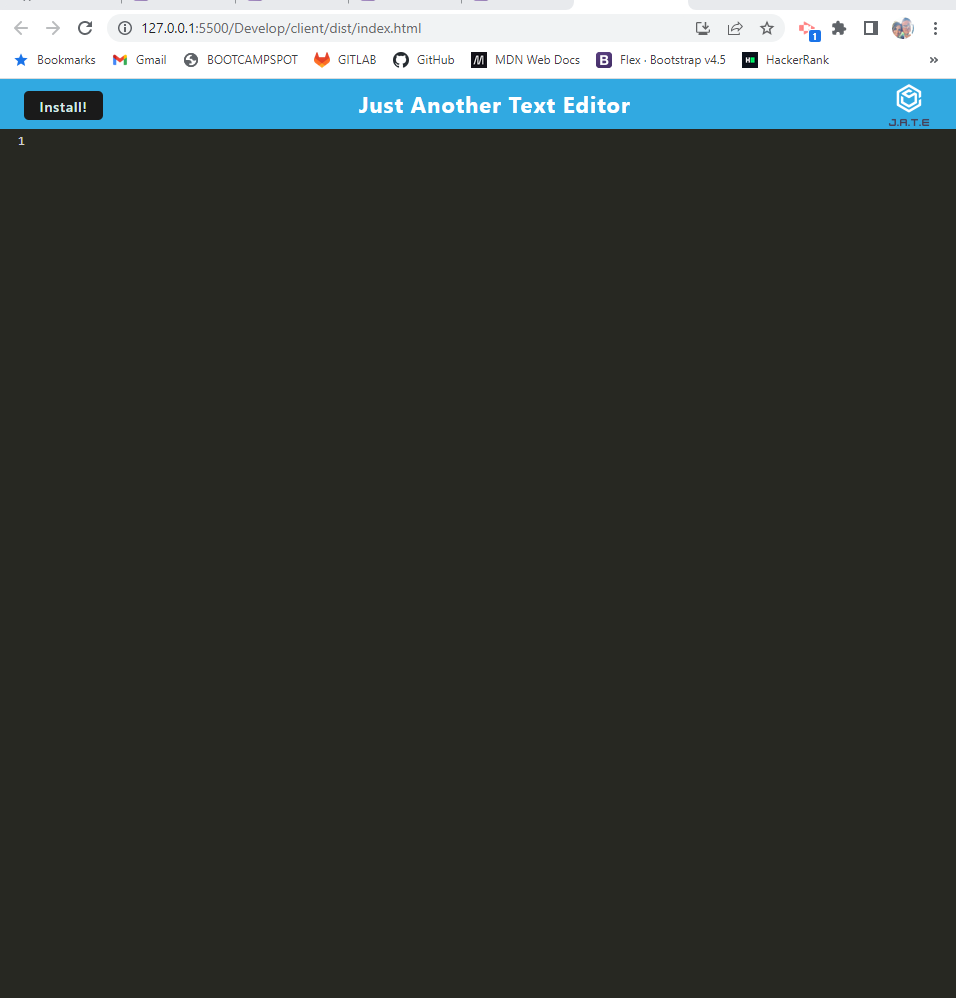 127.0.0.1:5500/Develop/client/dist/index.html
1
Bookmarks Gmail BOOTCAMPSPOT GITLAB GitHub MDN Web Docs Flex · Bootstrap v4.5 HackerRank »
Install! Just Another Text Editor
J.A.T.E
1